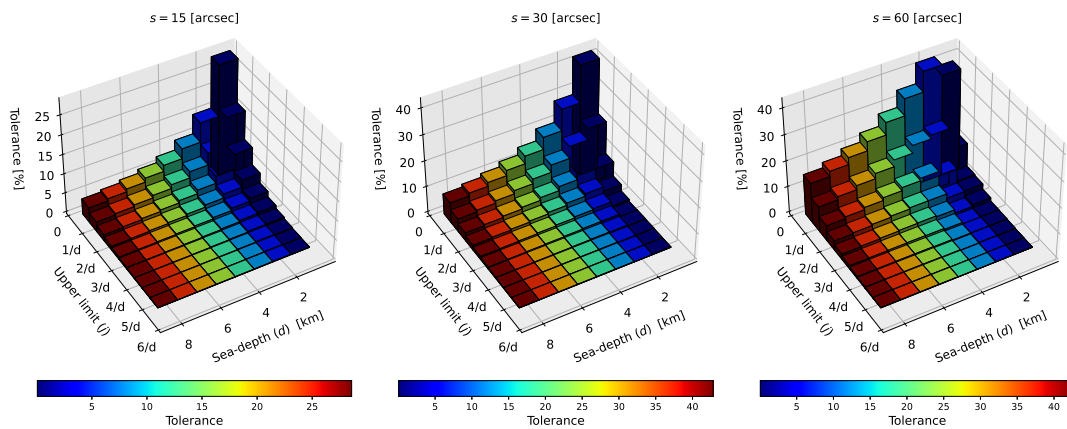 s = 15 [arcsec]
Tolerance [%]
25
20
15
10
5
0
0
1/d
2/d
3/d
4/d
5/d
6/d
Upper limit (j)
8
6
4
2
Sea-depth (d) [km]
5 10 15 20 25
Tolerance
s = 30 [arcsec]
Tolerance [%]
40
30
20
10
0
0
1/d
2/d
3/d
4/d
5/d
6/d
Upper limit (j)
8
6
4
2
Sea-depth (d) [km]
5 10 15 20 25 30 35 40
Tolerance
s = 60 [arcsec]
Tolerance [%]
40
30
20
10
0
0
1/d
2/d
3/d
4/d
5/d
6/d
Upper limit (j)
8
6
4
2
Sea-depth (d) [km]
5 10 15 20 25 30 35 40
Tolerance